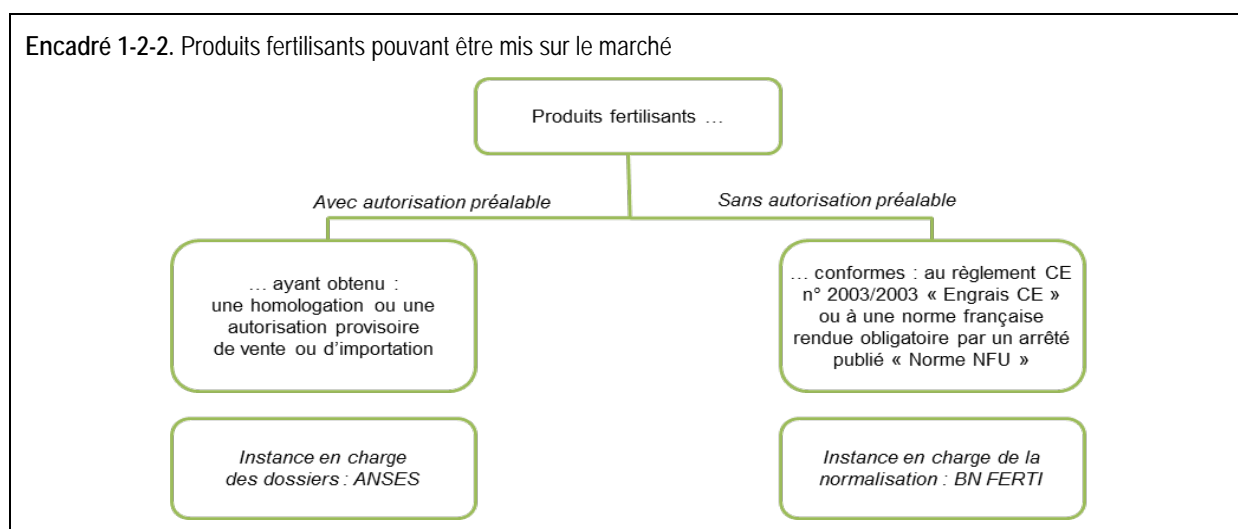 Encadré 1-2-2. Produits fertilisants pouvant être mis sur le marché
Produits fertilisants …
Avec autorisation préalable
Sans autorisation préalable
… ayant obtenu :
une homologation ou une
autorisation provisoire
de vente ou d’importation
… conformes : au règlement CE
n° 2003/2003 « Engrais CE »
ou à une norme française
rendue obligatoire par un arrêté
publié « Norme NFU »
Instance en charge
des dossiers : ANSES
Instance en charge de la
normalisation : BN FERTI